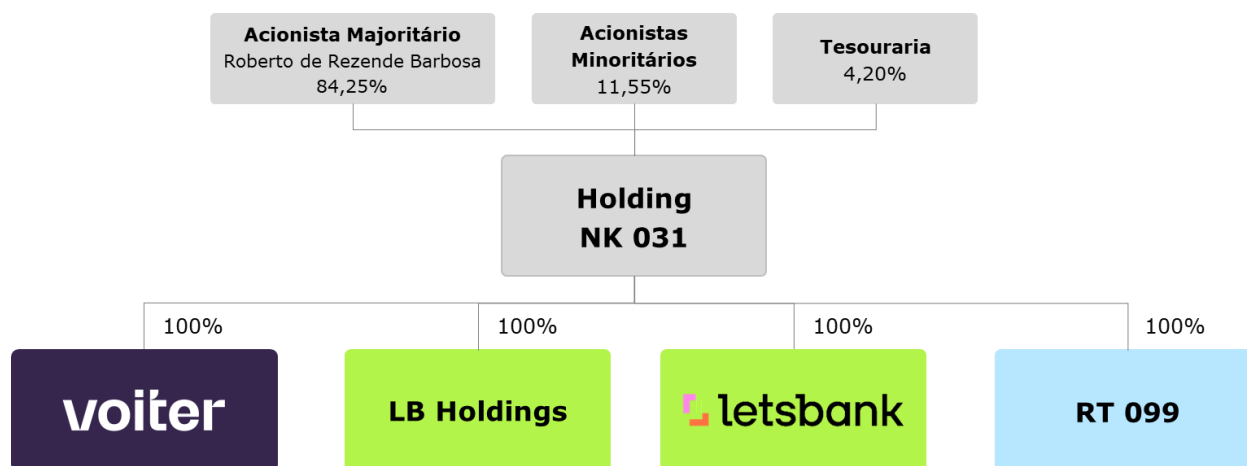 Acionista Majoritário
Roberto de Rezende Barbosa
84,25%
Acionistas
Minoritários
11,55%
Tesouraria
4,20%
Holding
NK 031
100%
100%
100%
100%
voiter
LB Holdings
letsbank
RT 099